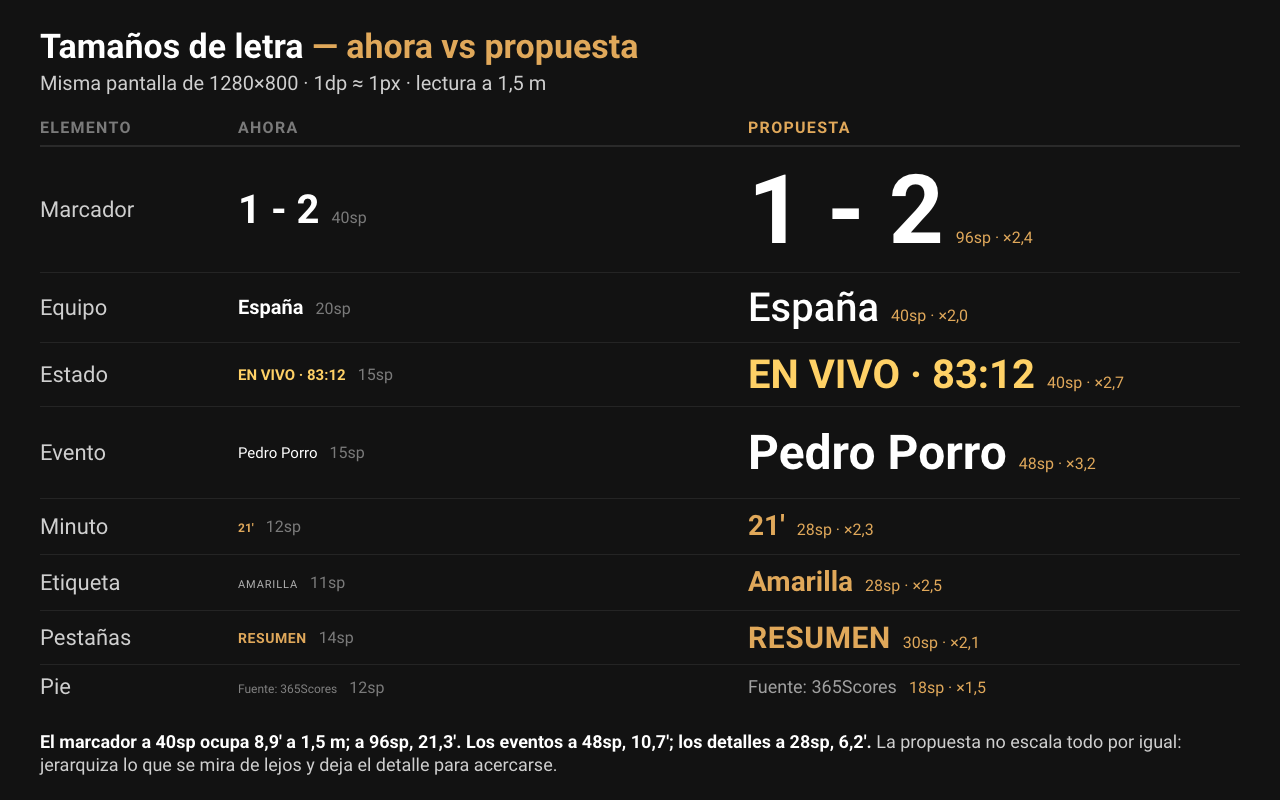 Tamaños de letra — ahora vs propuesta
Misma pantalla de 1280×800 · 1dp ≈ 1px · lectura a 1,5 m
ELEMENTO AHORA PROPUESTA
Marcador 1 - 2 40sp 1 - 2 96sp · ×2,4
Equipo España 20sp España 40sp · ×2,0
Estado EN VIVO · 83:12 15sp EN VIVO · 83:12 40sp · ×2,7
Evento Pedro Porro 15sp Pedro Porro 48sp · ×3,2
Minuto 21' 12sp 21' 28sp · ×2,3
Etiqueta AMARILLA 11sp Amarilla 28sp · ×2,5
Pestañas RESUMEN 14sp RESUMEN 30sp · ×2,1
Pie Fuente: 365Scores 12sp Fuente: 365Scores 18sp · ×1,5
El marcador a 40sp ocupa 8,9' a 1,5 m; a 96sp, 21,3'. Los eventos a 48sp, 10,7'; los detalles a 28sp, 6,2'. La propuesta no escala todo por igual:
jerarquiza lo que se mira de lejos y deja el detalle para acercarse.